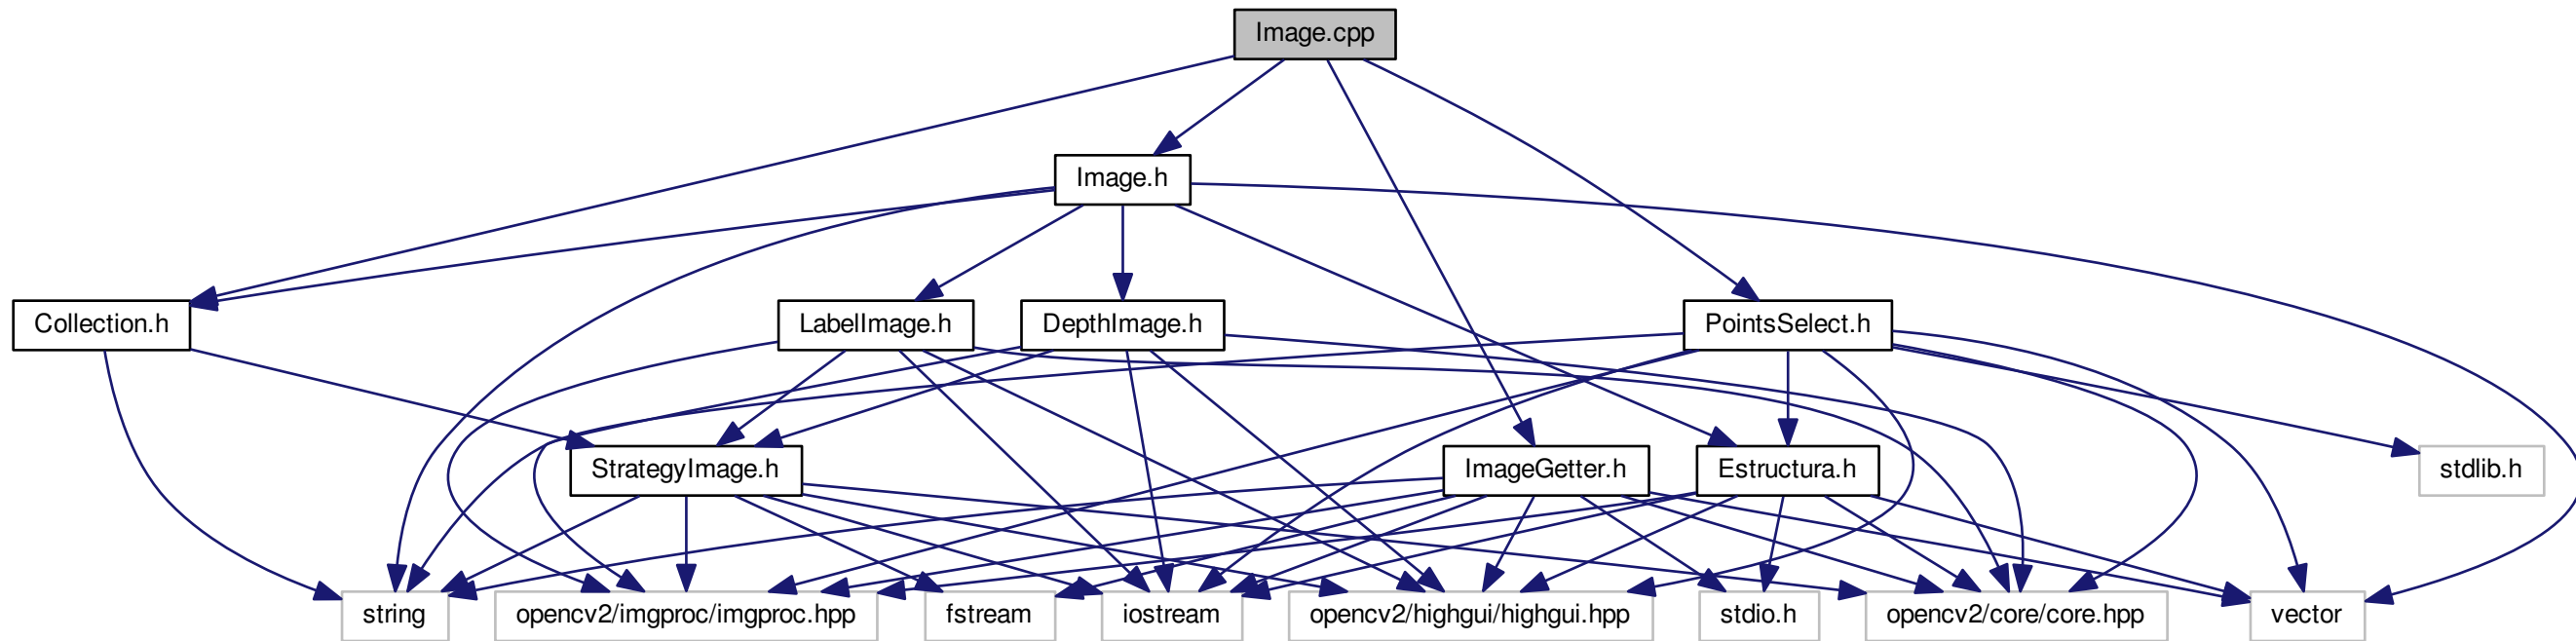 Image.cpp
Image.h
Collection.h
LabelImage.h
DepthImage.h
PointsSelect.h
StrategyImage.h
ImageGetter.h
Estructura.h
stdlib.h
string
opencv2/imgproc/imgproc.hpp
fstream
iostream
opencv2/highgui/highgui.hpp
stdio.h
opencv2/core/core.hpp
vector